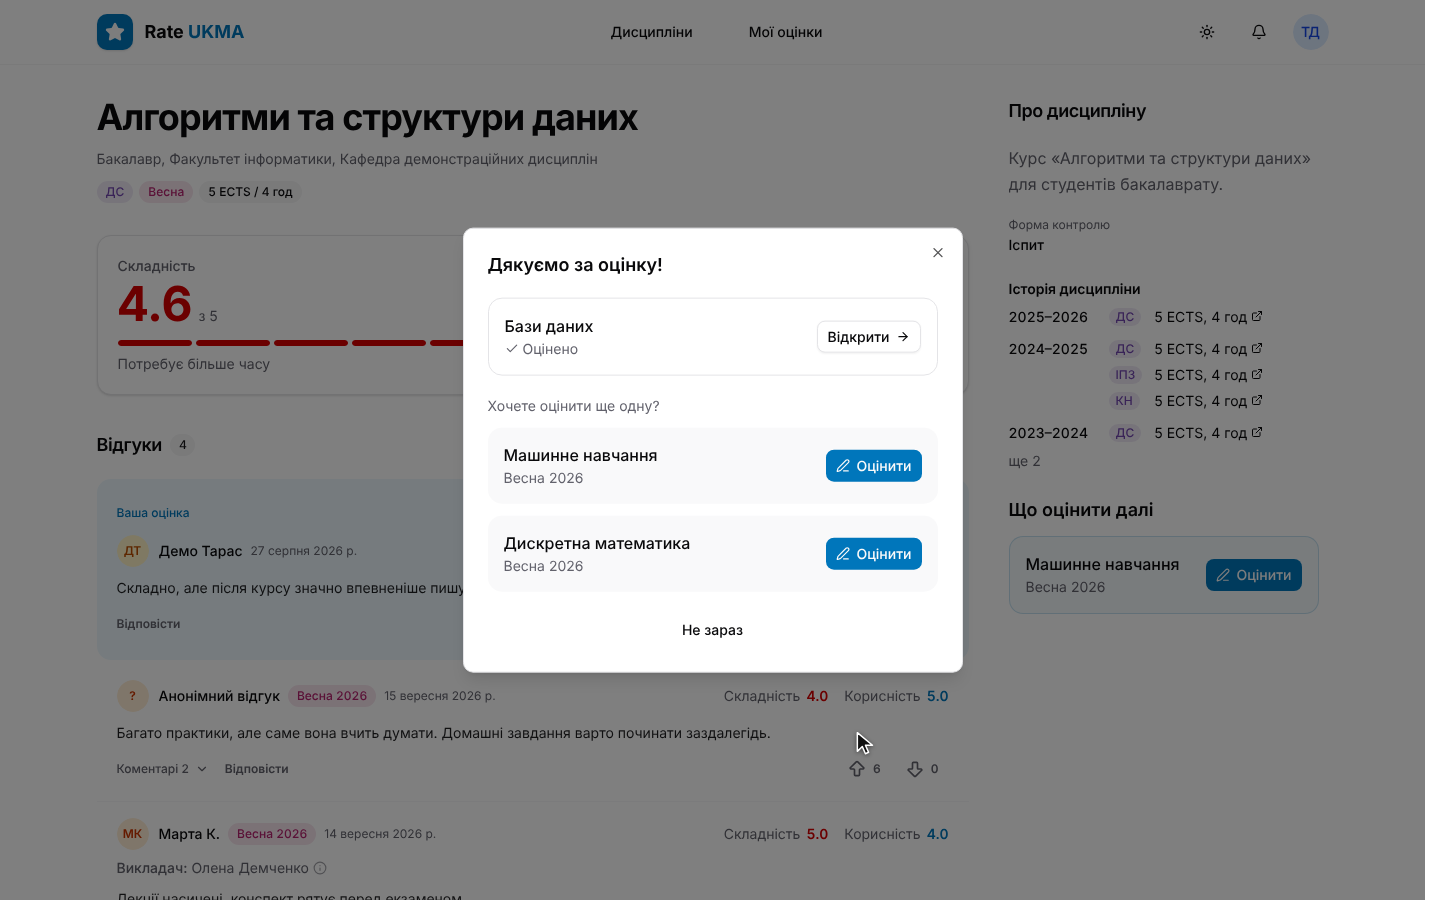 Rate UKMA
Дисципліни
Мої оцінки
ТД
Алгоритми та структури даних
Бакалавр, Факультет інформатики, Кафедра демонстраційних дисциплін
ДС Весна 5 ECTS / 4 год
Складність
4.6 з 5
Потребує більше часу
Відгуки 4
Ваша оцінка
ДТ Демо Тарас 27 серпня 2026 р.
Складно, але після курсу значно впевненіше пишу
Відповісти
? Анонімний відгук Весна 2026 15 вересня 2026 р. Складність 4.0 Корисність 5.0
Багато практики, але саме вона вчить думати. Домашні завдання варто починати заздалегідь.
Коментарі 2 Відповісти 6 0
МК Марта К. Весна 2026 14 вересня 2026 р. Складність 5.0 Корисність 4.0
Викладач: Олена Демченко
Лекції насичені, конспект рятує перед екзаменом.
Дякуємо за оцінку!
Бази даних
Оцінено
Відкрити
Хочете оцінити ще одну?
Машинне навчання
Весна 2026
Оцінити
Дискретна математика
Весна 2026
Оцінити
Не зараз
Про дисципліну
Курс «Алгоритми та структури даних»
для студентів бакалаврату.
Форма контролю
Іспит
Історія дисципліни
2025–2026 ДС 5 ECTS, 4 год
2024–2025 ДС 5 ECTS, 4 год
ІПЗ 5 ECTS, 4 год
КН 5 ECTS, 4 год
2023–2024 ДС 5 ECTS, 4 год
ще 2
Що оцінити далі
Машинне навчання
Весна 2026
Оцінити